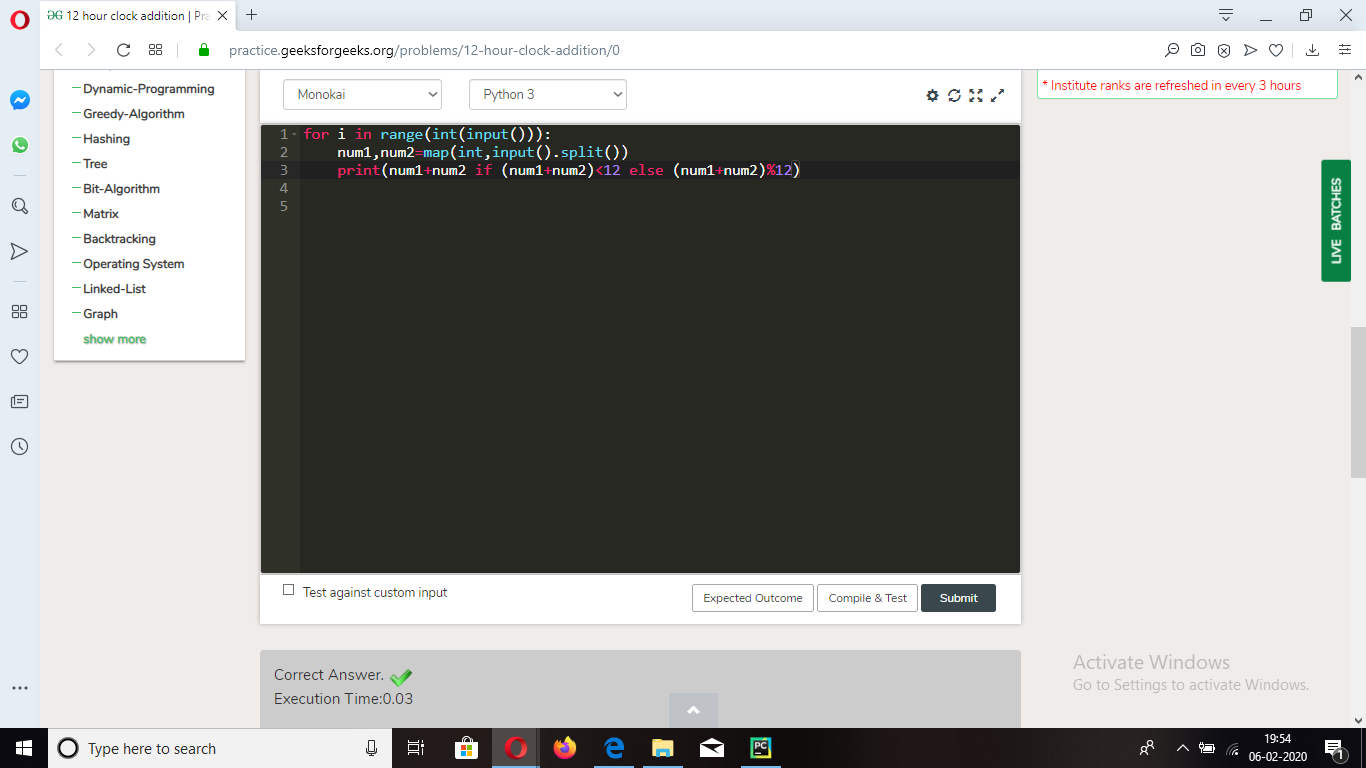 12 hour clock addition | Pra
practice.geeksforgeeks.org/problems/12-hour-clock-addition/0
Dynamic-Programming
Greedy-Algorithm
Hashing
Tree
Bit-Algorithm
Matrix
Backtracking
Operating System
Linked-List
Graph
show more
Monokai
Python 3
1 for i in range(int(input())):
2 num1,num2=map(int,input().split())
3 print(num1+num2 if (num1+num2)<12 else (num1+num2)%12)
4
5
Test against custom input
Expected Outcome
Compile & Test
Submit
Correct Answer.
Execution Time:0.03
* Institute ranks are refreshed in every 3 hours
LIVE BATCHES
Activate Windows
Go to Settings to activate Windows.
Type here to search
PC
19:54
06-02-2020
1